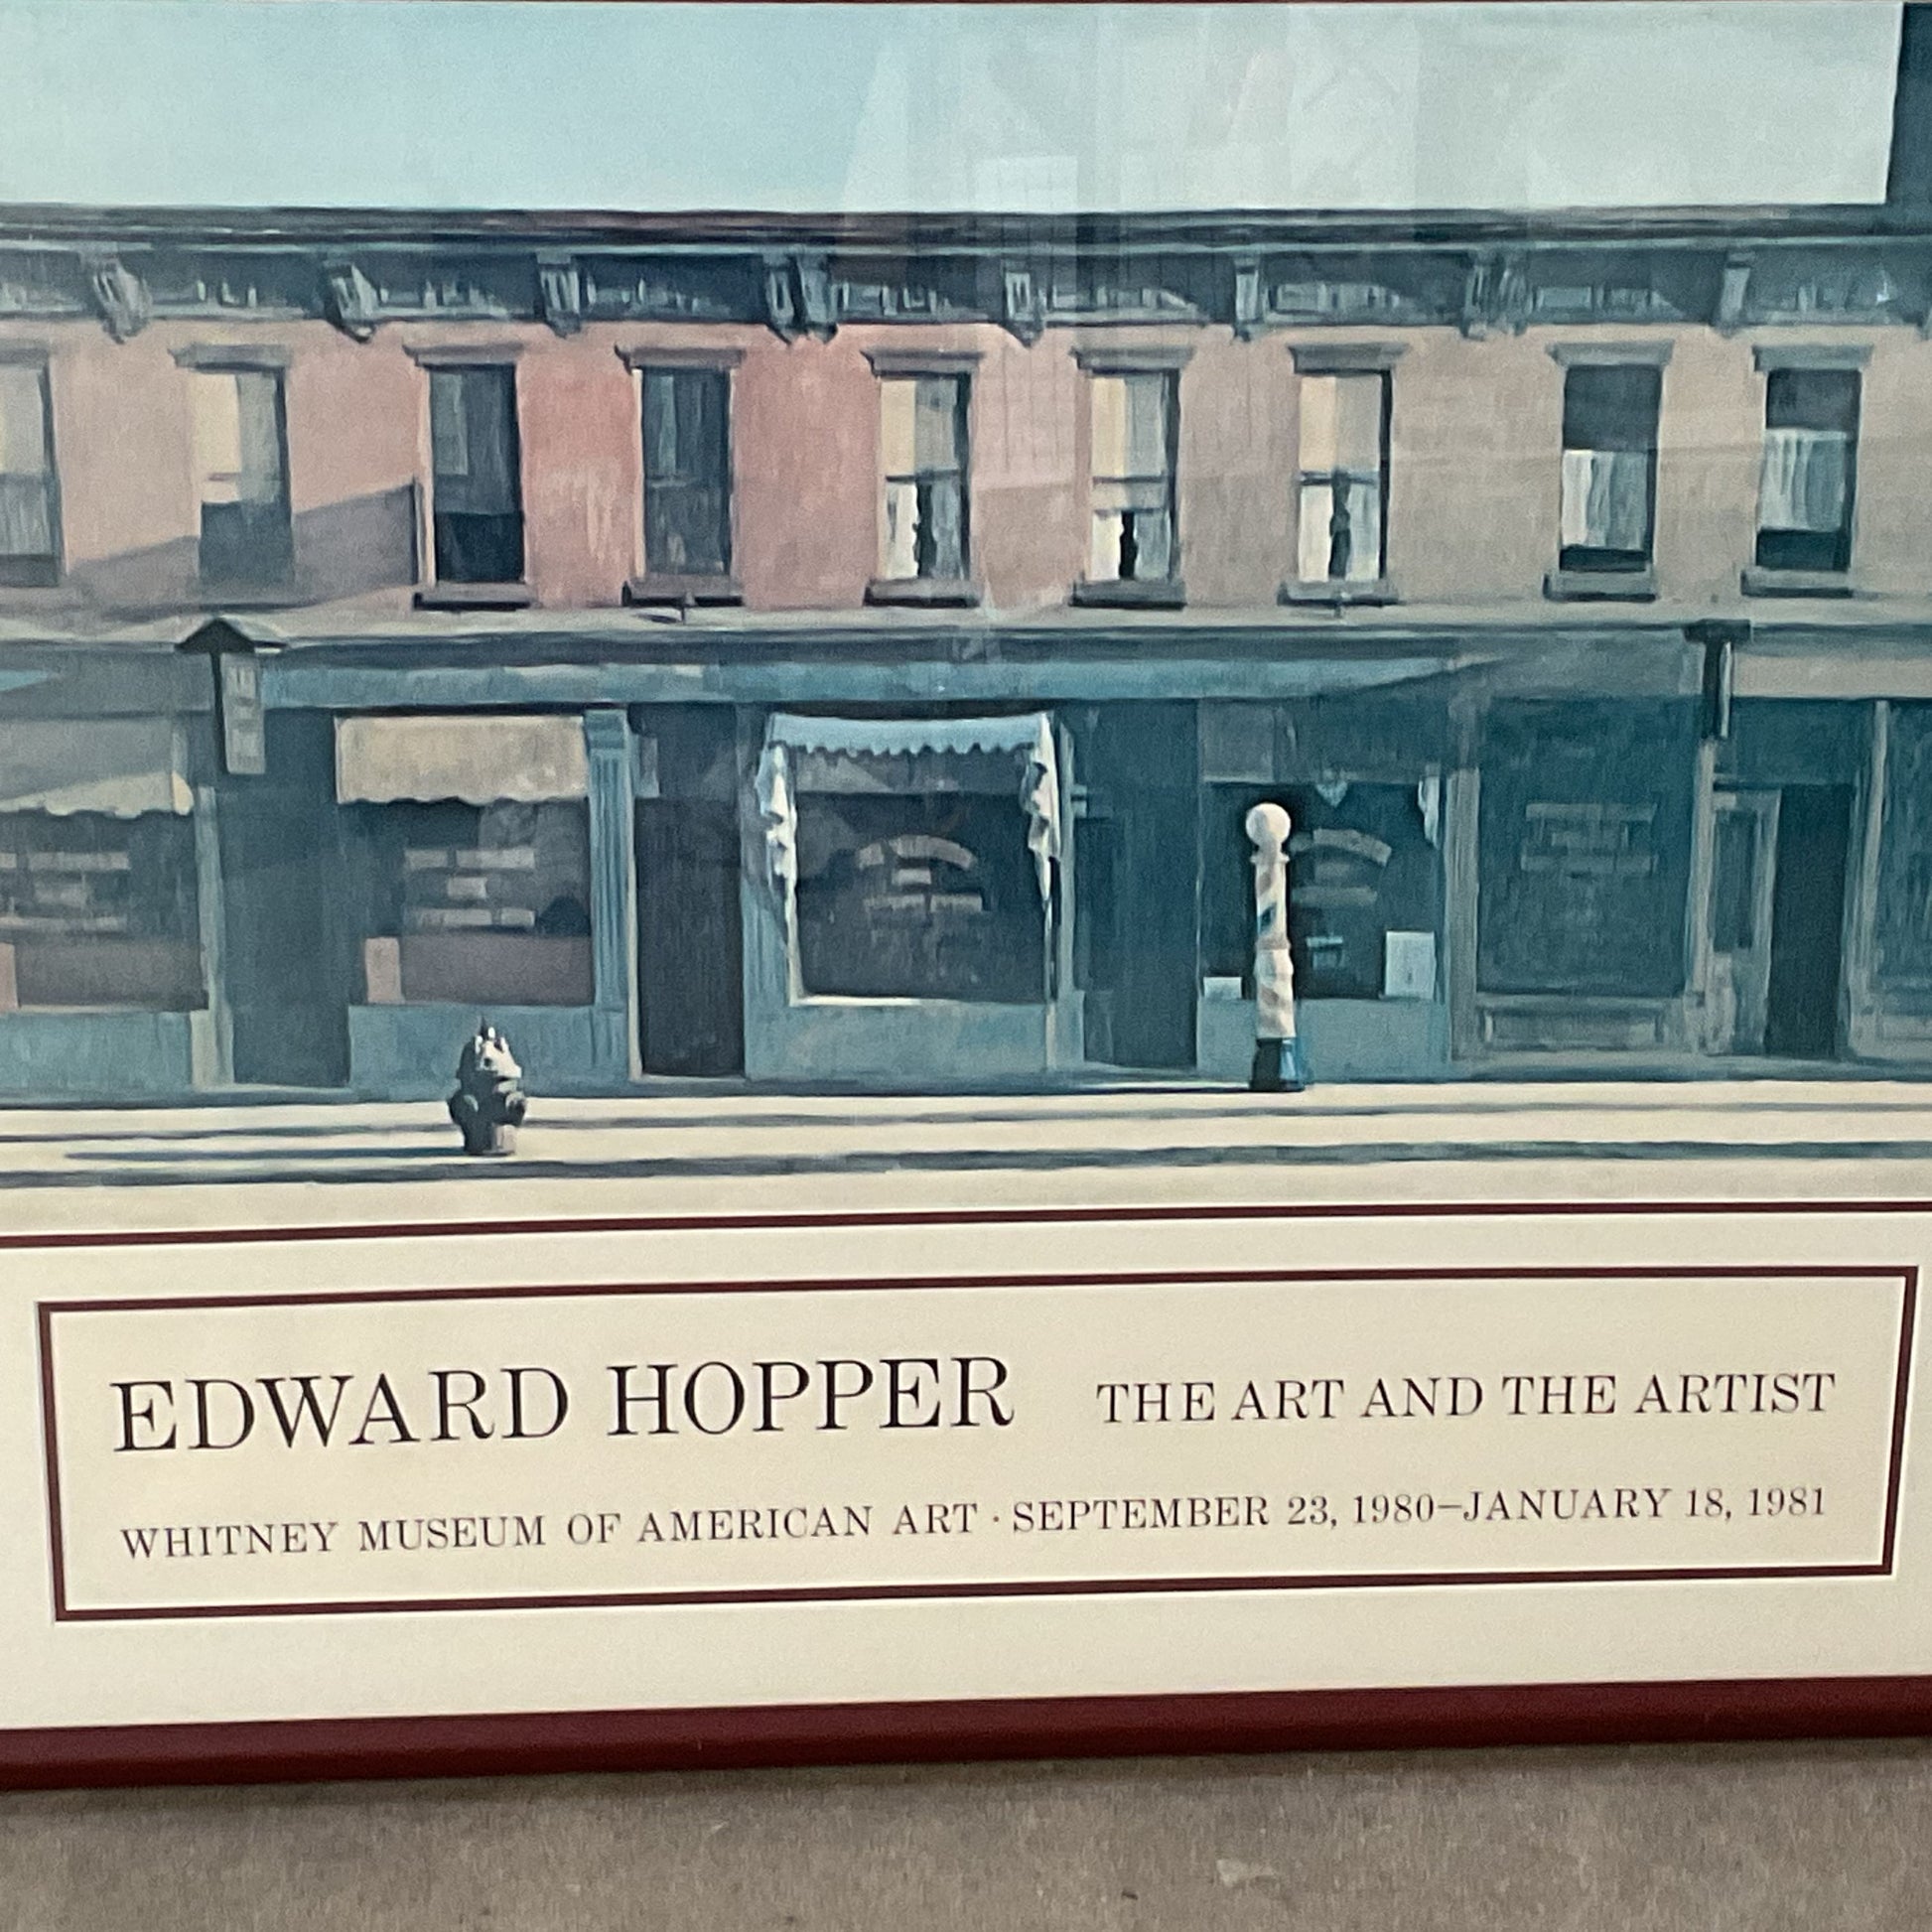 EDWARD HOPPER THE ART AND THE ARTIST
WHITNEY MUSEUM OF AMERICAN ART · SEPTEMBER 23, 1980–JANUARY 18, 1981